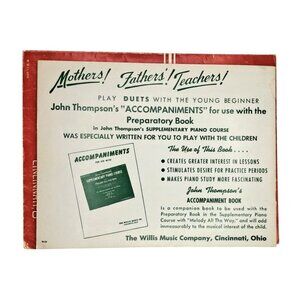 Mothers! Fathers! Teachers!
PLAY DUETS WITH THE YOUNG BEGINNER
John Thompson's "ACCOMPANIMENTS" for use with the
Preparatory Book
in John Thompson's SUPPLEMENTARY PIANO COURSE
WAS ESPECIALLY WRITTEN FOR YOU TO PLAY WITH THE CHILDREN
The Use of This Book ....
• CREATES GREATER INTEREST IN LESSONS
• STIMULATES DESIRE FOR PRACTICE PERIODS
• MAKES PIANO STUDY MORE FASCINATING
ACCOMPANIMENTS
SUPPLEMENTARY PIANO COURSE
John Thompson's
ACCOMPANIMENT BOOK
is a companion book to be used with the
Preparatory Book in the Supplementary Piano
Course with "Melody All The Way," and will add
immeasurably to the musical interest of the child.
The Willis Music Company, Cincinnati, Ohio